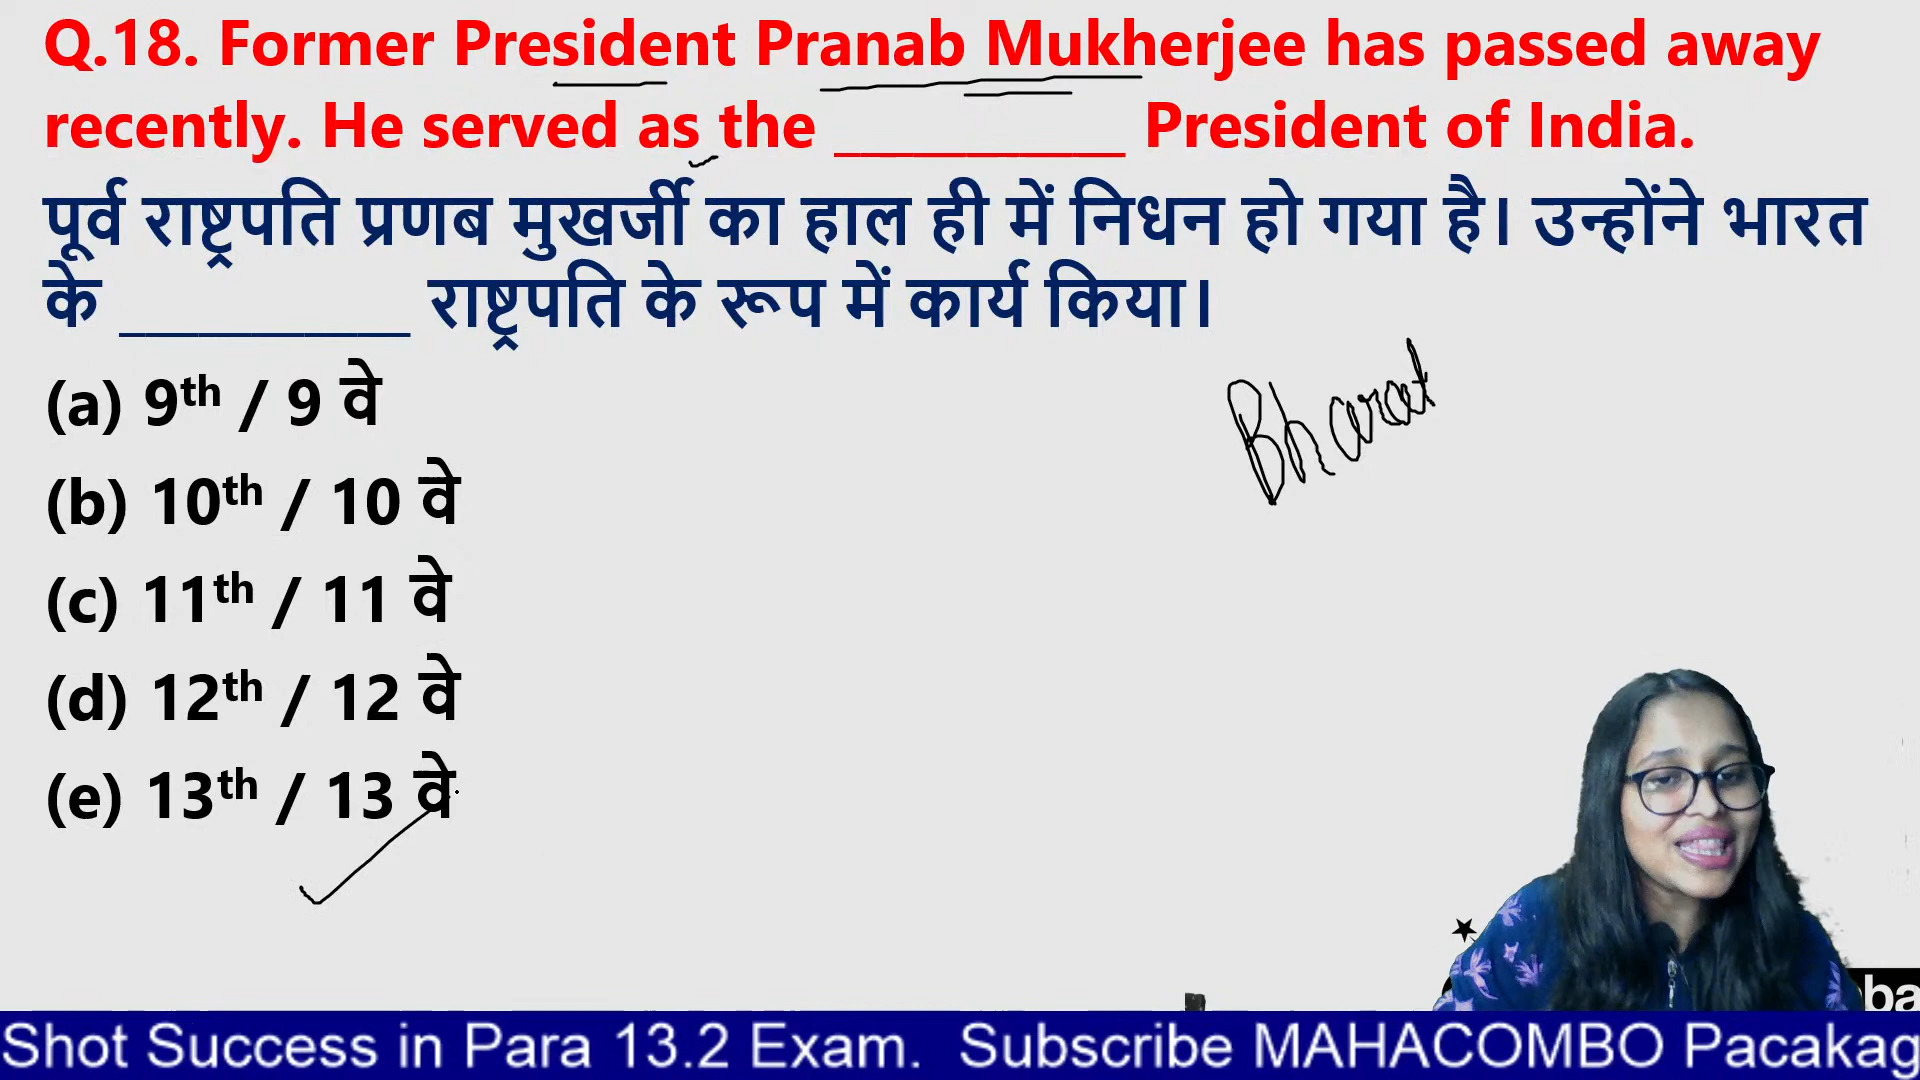 Q.18. Former President Pranab Mukherjee has passed away
recently. He served as the __________ President of India.
पूर्व राष्ट्रपति प्रणब मुखर्जी का हाल ही में निधन हो गया है। उन्होंने भारत
के __________ राष्ट्रपति के रूप में कार्य किया।
(a) 9th / 9 वे
Bharat
(b) 10th / 10 वे
(c) 11th / 11 वे
(d) 12th / 12 वे
(e) 13th / 13 वे
ba
Shot Success in Para 13.2 Exam. Subscribe MAHACOMBO Pacakag